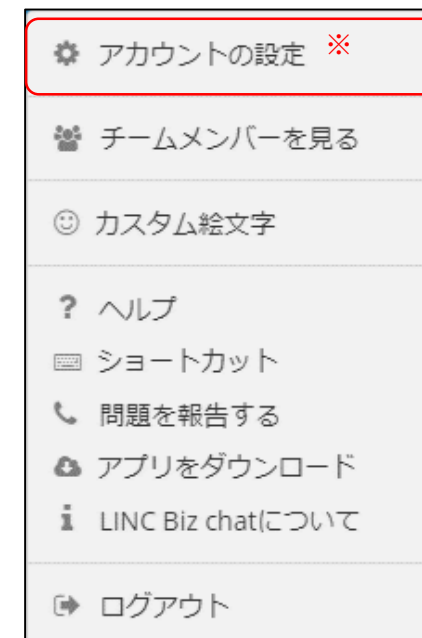 アカウントの設定 ※
チームメンバーを見る
カスタム絵文字
? ヘルプ
ショートカット
問題を報告する
アプリをダウンロード
LINC Biz chatについて
ログアウト